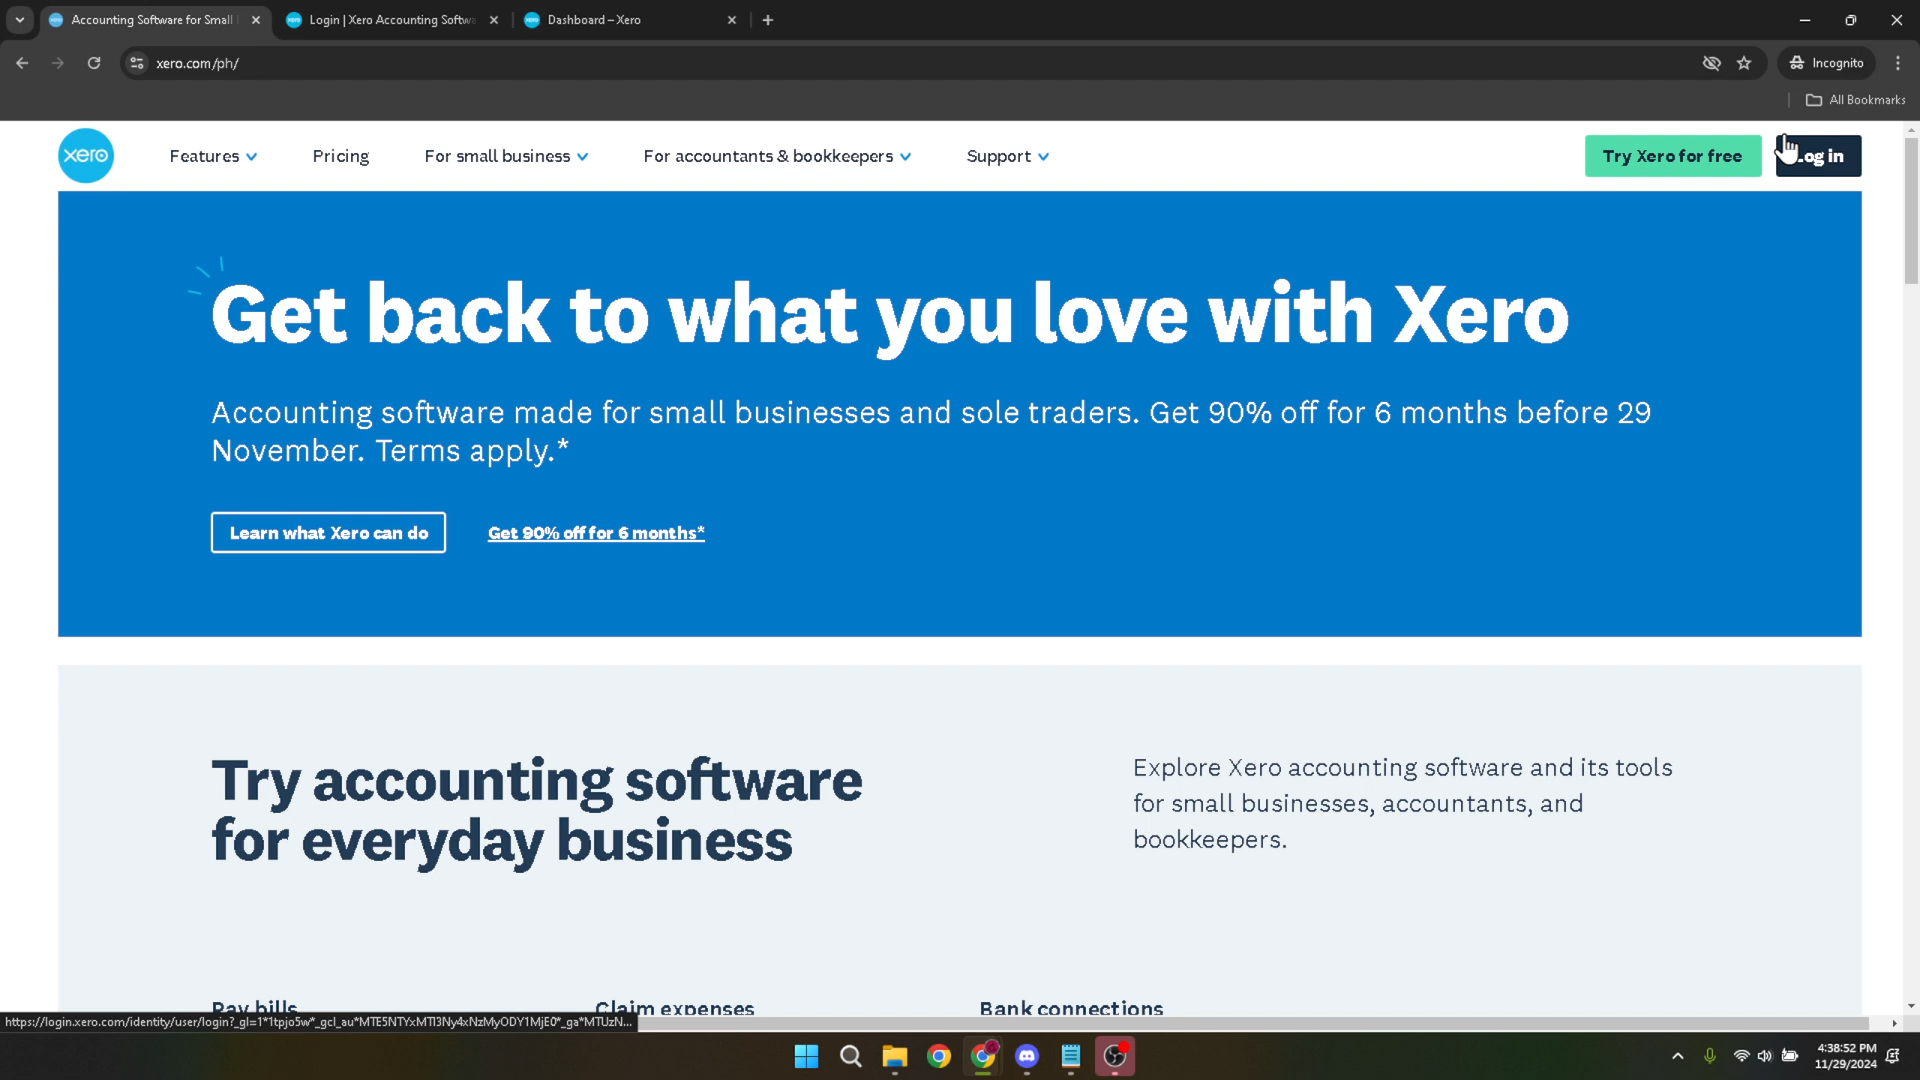 Accounting Software for Small
Login | Xero Accounting Softwa
Dashboard – Xero
xero.com/ph/
Incognito
All Bookmarks
xero
Features
Pricing
For small business
For accountants & bookkeepers
Support
Try Xero for free
Log in
Get back to what you love with Xero
Accounting software made for small businesses and sole traders. Get 90% off for 6 months before 29
November. Terms apply.*
Learn what Xero can do
Get 90% off for 6 months*
Try accounting software
for everyday business
Explore Xero accounting software and its tools
for small businesses, accountants, and
bookkeepers.
Pay bills
Claim expenses
Bank connections
https://login.xero.com/identity/user/login?_gl=1*1tpjo5w*_gcl_au*MTE5NTYxMTI3Ny4xNzMyODY1MjE0*_ga*MTUzN...
4:38:52 PM
11/29/2024